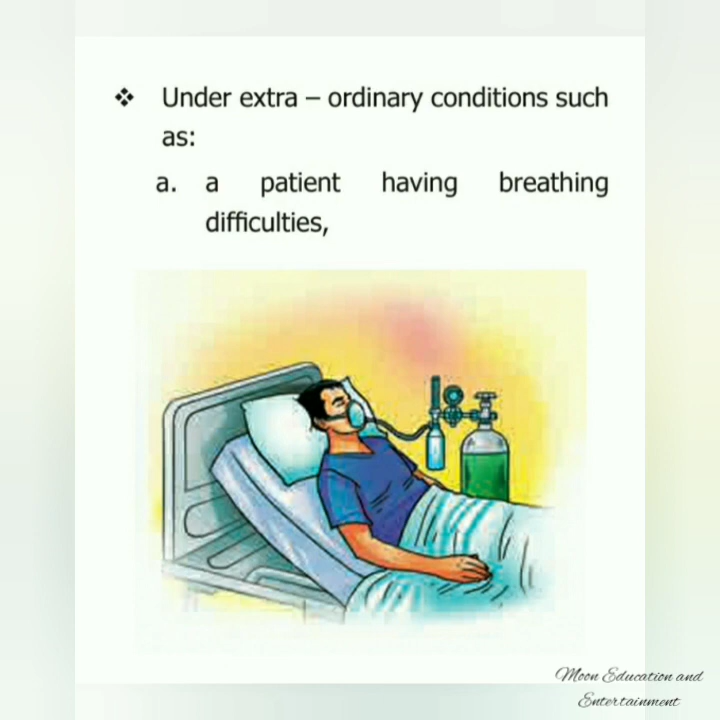 ❖ Under extra – ordinary conditions such
as:
a. a patient having breathing
difficulties,
Moon Education and
Entertainment